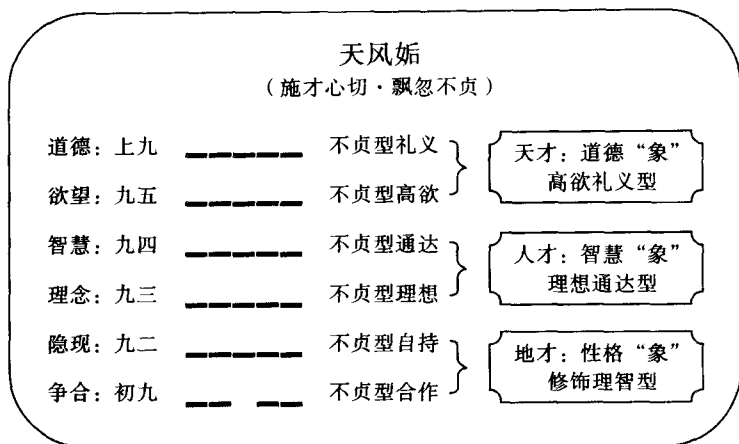 天风姤
（施才心切·飘忽不贞）
道德：上九 不贞型礼义
欲望：九五 不贞型高欲
天才：道德“象”
高欲礼义型
智慧：九四 不贞型通达
理念：九三 不贞型理想
人才：智慧“象”
理想通达型
隐现：九二 不贞型自持
争合：初九 不贞型合作
地才：性格“象”
修饰理智型